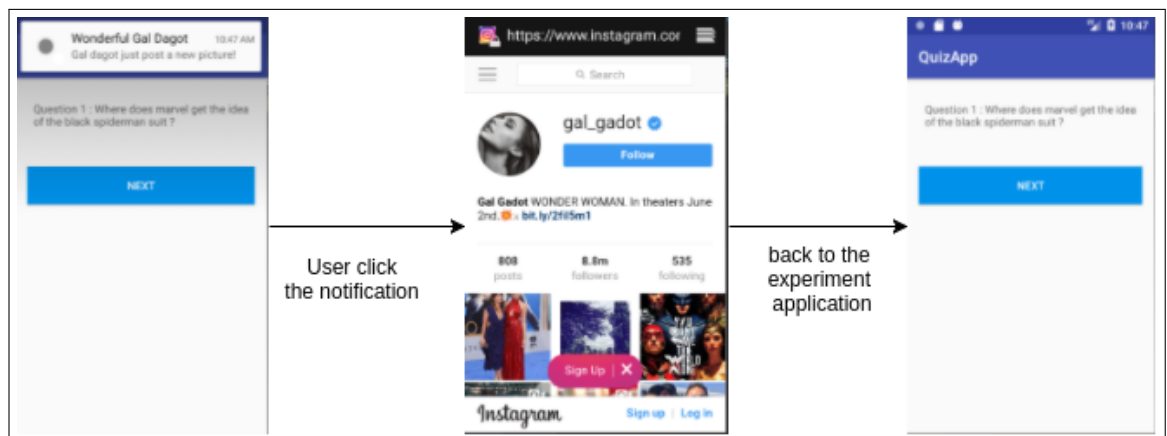 Wonderful Gal Dagot 10:47 AM
Gal dagot just post a new picture!
Question 1 : Where does marvel get the idea
of the black spiderman suit ?
NEXT
User click
the notification
https://www.instagram.cor
Search
gal_gadot
Follow
Gal Gadot WONDER WOMAN. In theaters June
2nd. x bit.ly/2fil5m1
808 8.8m 535
posts followers following
Sign Up | X
Instagram Sign up | Log in
back to the
experiment
application
10:47
QuizApp
Question 1 : Where does marvel get the idea
of the black spiderman suit ?
NEXT